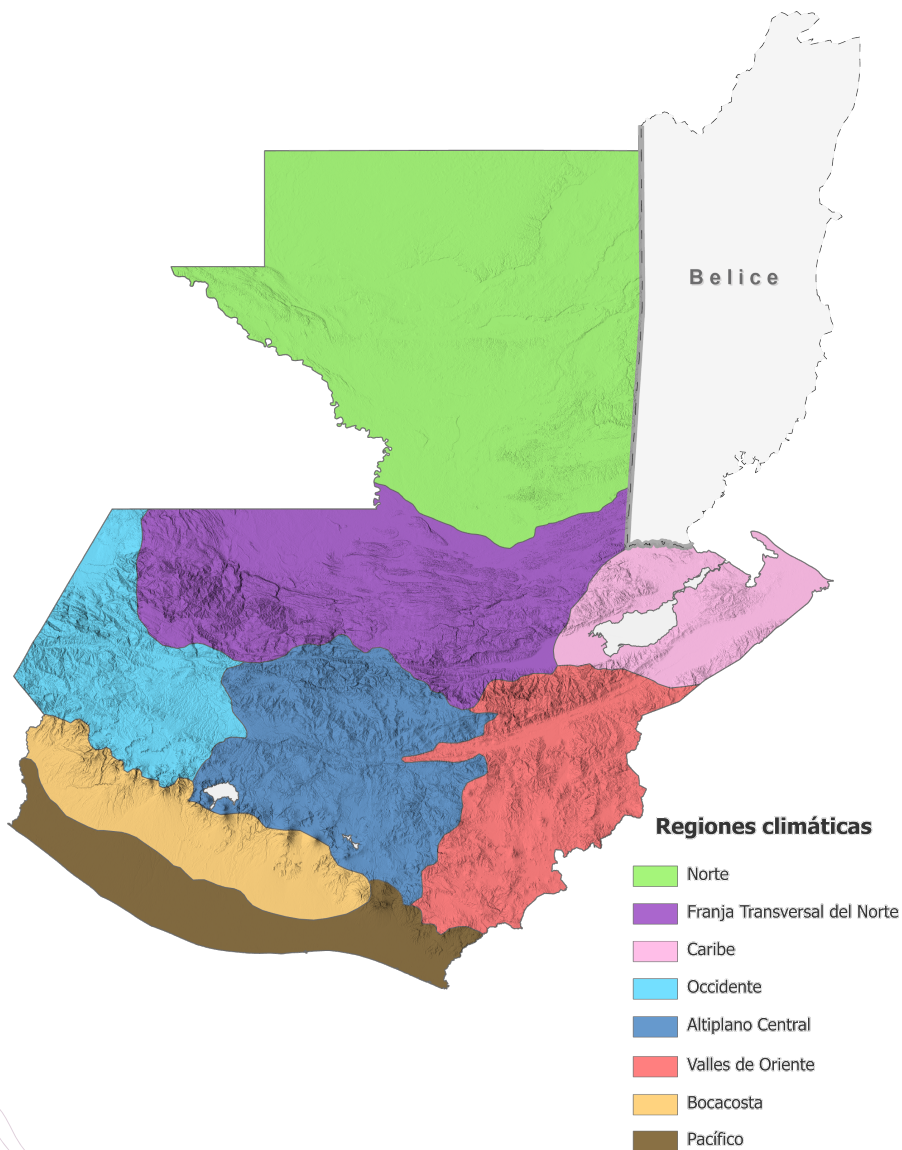 Belice
Regiones climáticas
Norte
Franja Transversal del Norte
Caribe
Occidente
Altiplano Central
Valles de Oriente
Bocacosta
Pacífico